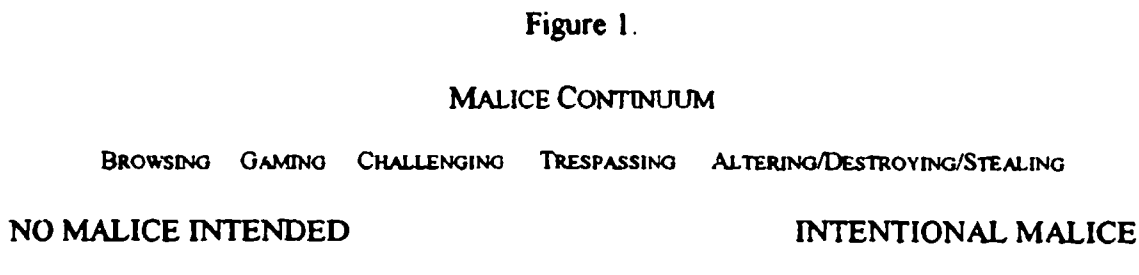 Figure 1.
MALICE CONTINUUM
BROWSING GAMING CHALLENGING TRESPASSING ALTERING/DESTROYING/STEALING
NO MALICE INTENDED INTENTIONAL MALICE